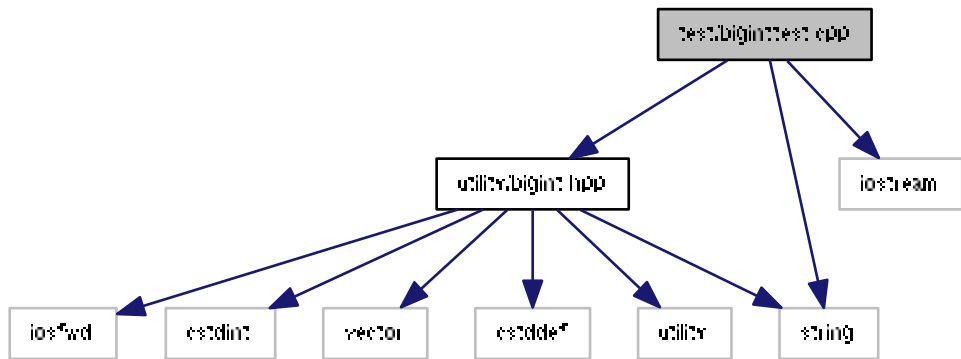 test/biginttest.cpp
utility/bigint.hpp
iostream
iosfwd
cstdint
vector
cstddef
utility
string